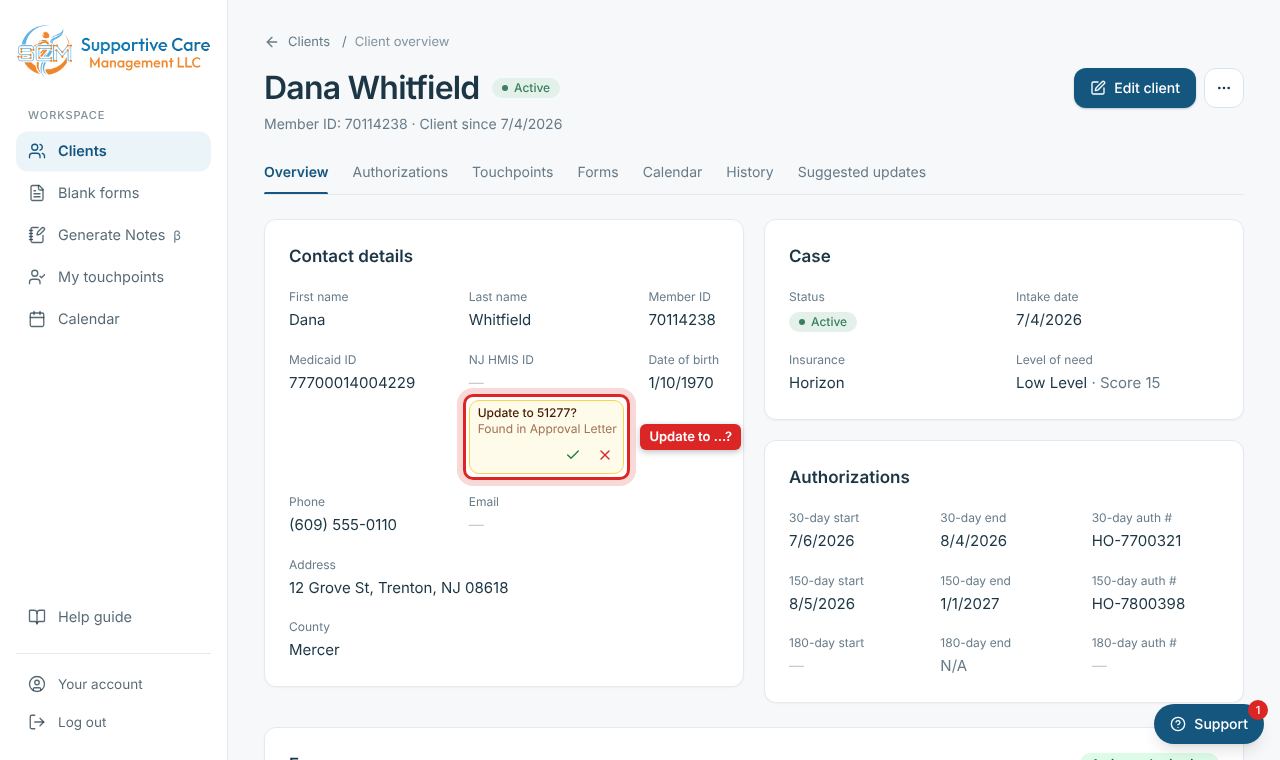 SCM
Supportive Care
Management LLC
WORKSPACE
Clients
Blank forms
Generate Notes β
My touchpoints
Calendar
Help guide
Your account
Log out
Clients / Client overview
Dana Whitfield
Active
Edit client
Member ID: 70114238 · Client since 7/4/2026
Overview Authorizations Touchpoints Forms Calendar History Suggested updates
Contact details
First name Last name Member ID
Dana Whitfield 70114238
Medicaid ID NJ HMIS ID Date of birth
77700014004229 — 1/10/1970
Update to 51277?
Found in Approval Letter
Update to ...?
Phone Email
(609) 555-0110 —
Address
12 Grove St, Trenton, NJ 08618
County
Mercer
Case
Status Intake date
Active 7/4/2026
Insurance Level of need
Horizon Low Level · Score 15
Authorizations
30-day start 30-day end 30-day auth #
7/6/2026 8/4/2026 HO-7700321
150-day start 150-day end 150-day auth #
8/5/2026 1/1/2027 HO-7800398
180-day start 180-day end 180-day auth #
— N/A —
Support
1